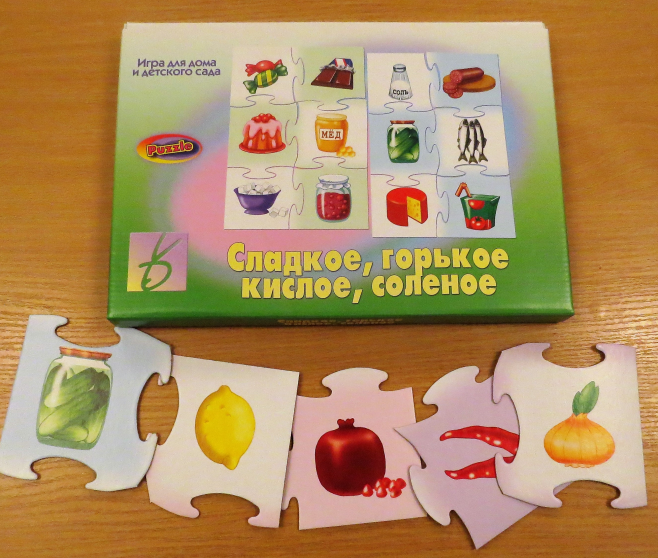 Игра для дома
и детского сада
СОЛЬ
МЁД
Puzzle
Сладкое, горькое
кислое, соленое